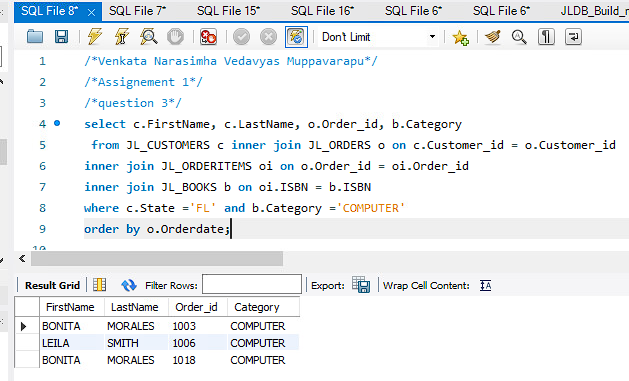 SQL File 8* SQL File 7* SQL File 15* SQL File 16* SQL File 6* SQL File 6* JLDB_Build_
Don't Limit
1 /*Venkata Narasimha Vedavyas Muppavarapu*/
2 /*Assignement 1*/
3 /*question 3*/
4 select c.FirstName, c.LastName, o.Order_id, b.Category
5 from JL_CUSTOMERS c inner join JL_ORDERS o on c.Customer_id = o.Customer_id
6 inner join JL_ORDERITEMS oi on o.Order_id = oi.Order_id
7 inner join JL_BOOKS b on oi.ISBN = b.ISBN
8 where c.State ='FL' and b.Category ='COMPUTER'
9 order by o.Orderdate;
10
Result Grid Filter Rows: Export: Wrap Cell Content: IA
FirstName LastName Order_id Category
BONITA MORALES 1003 COMPUTER
LEILA SMITH 1006 COMPUTER
BONITA MORALES 1018 COMPUTER